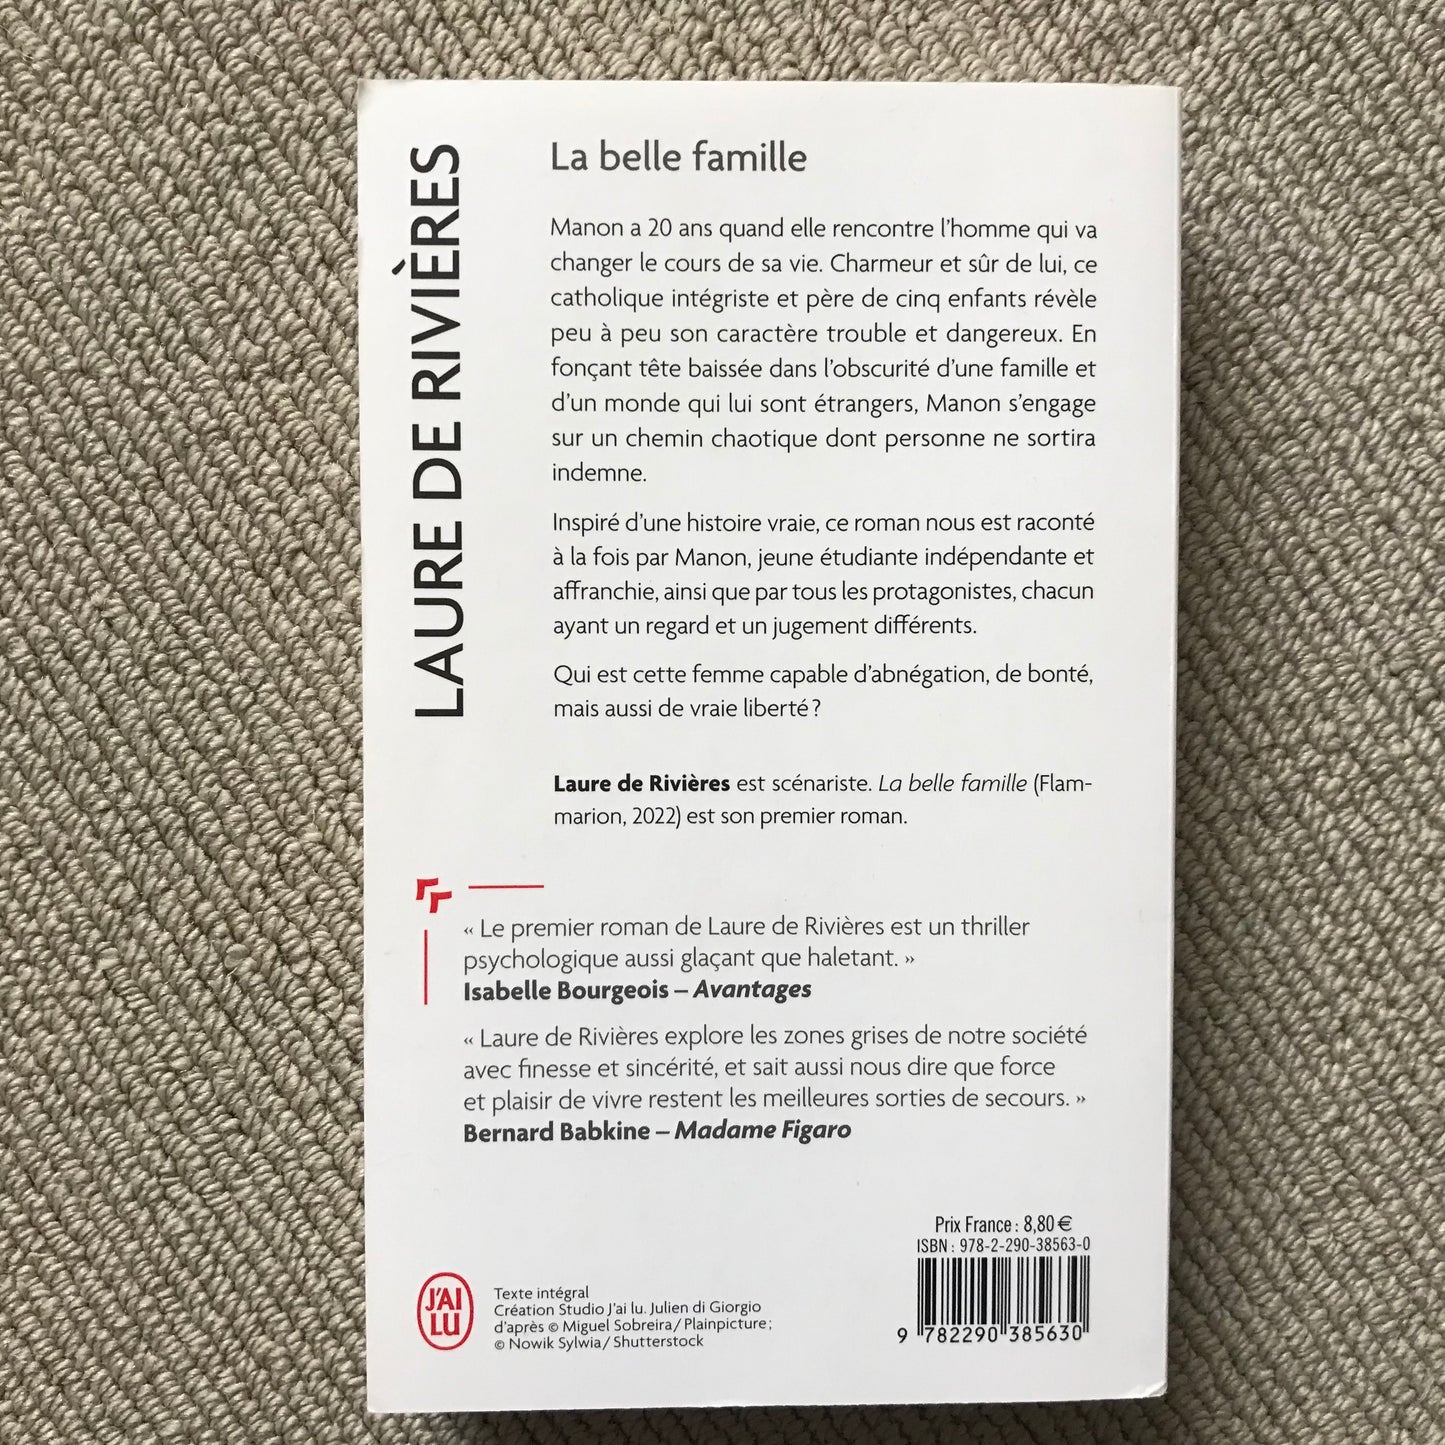 LAURE DE RIVIÈRES
La belle famille
Manon a 20 ans quand elle rencontre l'homme qui va
changer le cours de sa vie. Charmeur et sûr de lui, ce
catholique intégriste et père de cinq enfants révèle
peu à peu son caractère trouble et dangereux. En
fonçant tête baissée dans l'obscurité d'une famille et
d'un monde qui lui sont étrangers, Manon s'engage
sur un chemin chaotique dont personne ne sortira
indemne.
Inspiré d'une histoire vraie, ce roman nous est raconté
à la fois par Manon, jeune étudiante indépendante et
affranchie, ainsi que par tous les protagonistes, chacun
ayant un regard et un jugement différents.
Qui est cette femme capable d'abnégation, de bonté,
mais aussi de vraie liberté ?
Laure de Rivières est scénariste. La belle famille (Flam-
marion, 2022) est son premier roman.
« Le premier roman de Laure de Rivières est un thriller
psychologique aussi glaçant que haletant. »
Isabelle Bourgeois – Avantages
« Laure de Rivières explore les zones grises de notre société
avec finesse et sincérité, et sait aussi nous dire que force
et plaisir de vivre restent les meilleures sorties de secours. »
Bernard Babkine – Madame Figaro
Prix France : 8,80 €
ISBN : 978-2-290-38563-0
9 782290 385630
J'AI
LU
Texte intégral
Création Studio J'ai lu. Julien di Giorgio
d'après © Miguel Sobreira / Plainpicture ;
© Nowik Sylwia / Shutterstock